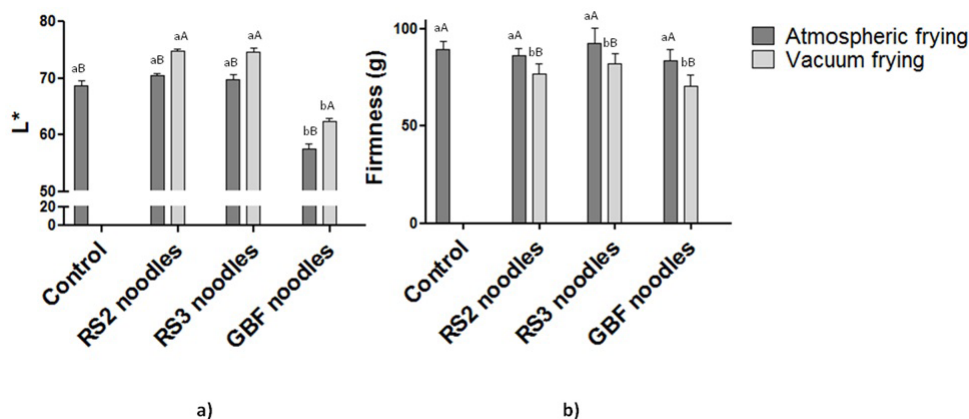 80
70
60
50
20
0
L*
aB
aB
aA
aB
aA
bB
bA
Control
RS2 noodles
RS3 noodles
GBF noodles
a)
100
50
0
Firmness (g)
aA
aA
bB
aA
bB
aA
bB
Control
RS2 noodles
RS3 noodles
GBF noodles
b)
Atmospheric frying
Vacuum frying